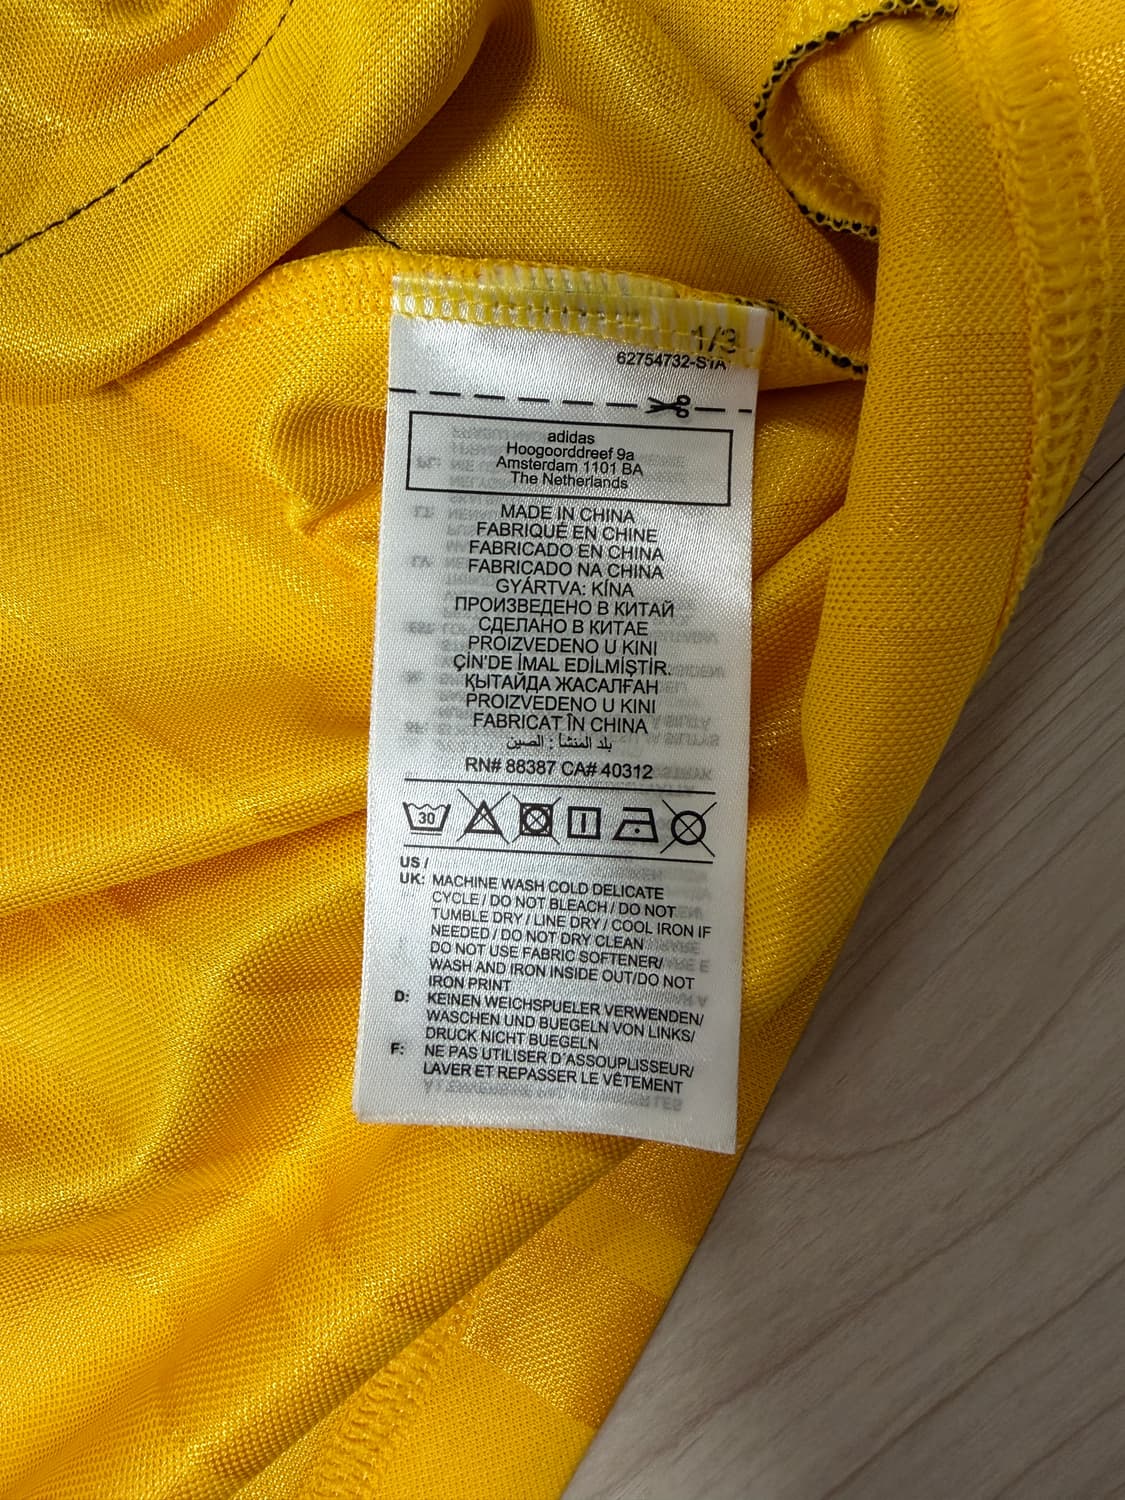 1/3
62754732-S1A
adidas
Hoogoorddreef 9a
Amsterdam 1101 BA
The Netherlands
MADE IN CHINA
FABRIQUÉ EN CHINE
FABRICADO EN CHINA
FABRICADO NA CHINA
GYÁRTVA: KÍNA
ПРОИЗВЕДЕНО В КИТАЙ
СДЕЛАНО В КИТАЕ
PROIZVEDENO U KINI
ÇİN'DE İMAL EDİLMİŞTİR.
ҚЫТАЙДА ЖАСАЛҒАН
PROIZVEDENO U KINI
FABRICAT ÎN CHINA
بلد المنشأ : الصين
RN# 88387 CA# 40312
30
US /
UK: MACHINE WASH COLD DELICATE
CYCLE / DO NOT BLEACH / DO NOT
TUMBLE DRY / LINE DRY / COOL IRON IF
NEEDED / DO NOT DRY CLEAN
DO NOT USE FABRIC SOFTENER/
WASH AND IRON INSIDE OUT/DO NOT
IRON PRINT
D: KEINEN WEICHSPUELER VERWENDEN/
WASCHEN UND BUEGELN VON LINKS/
DRUCK NICHT BUEGELN
F: NE PAS UTILISER D'ASSOUPLISSEUR/
LAVER ET REPASSER LE VÊTEMENT